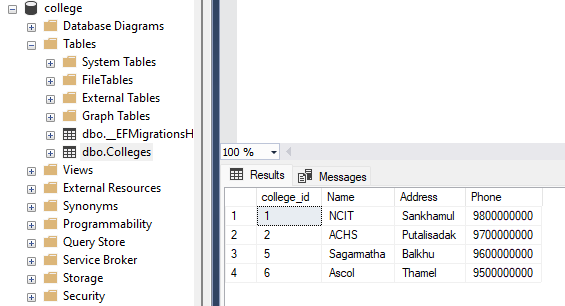 college
Database Diagrams
Tables
System Tables
FileTables
External Tables
Graph Tables
dbo.__EFMigrationsH
dbo.Colleges
Views
External Resources
Synonyms
Programmability
Query Store
Service Broker
Storage
Security
100 %
Results Messages
college_id Name Address Phone
1 1 NCIT Sankhamul 9800000000
2 2 ACHS Putalisadak 9700000000
3 5 Sagarmatha Balkhu 9600000000
4 6 Ascol Thamel 9500000000